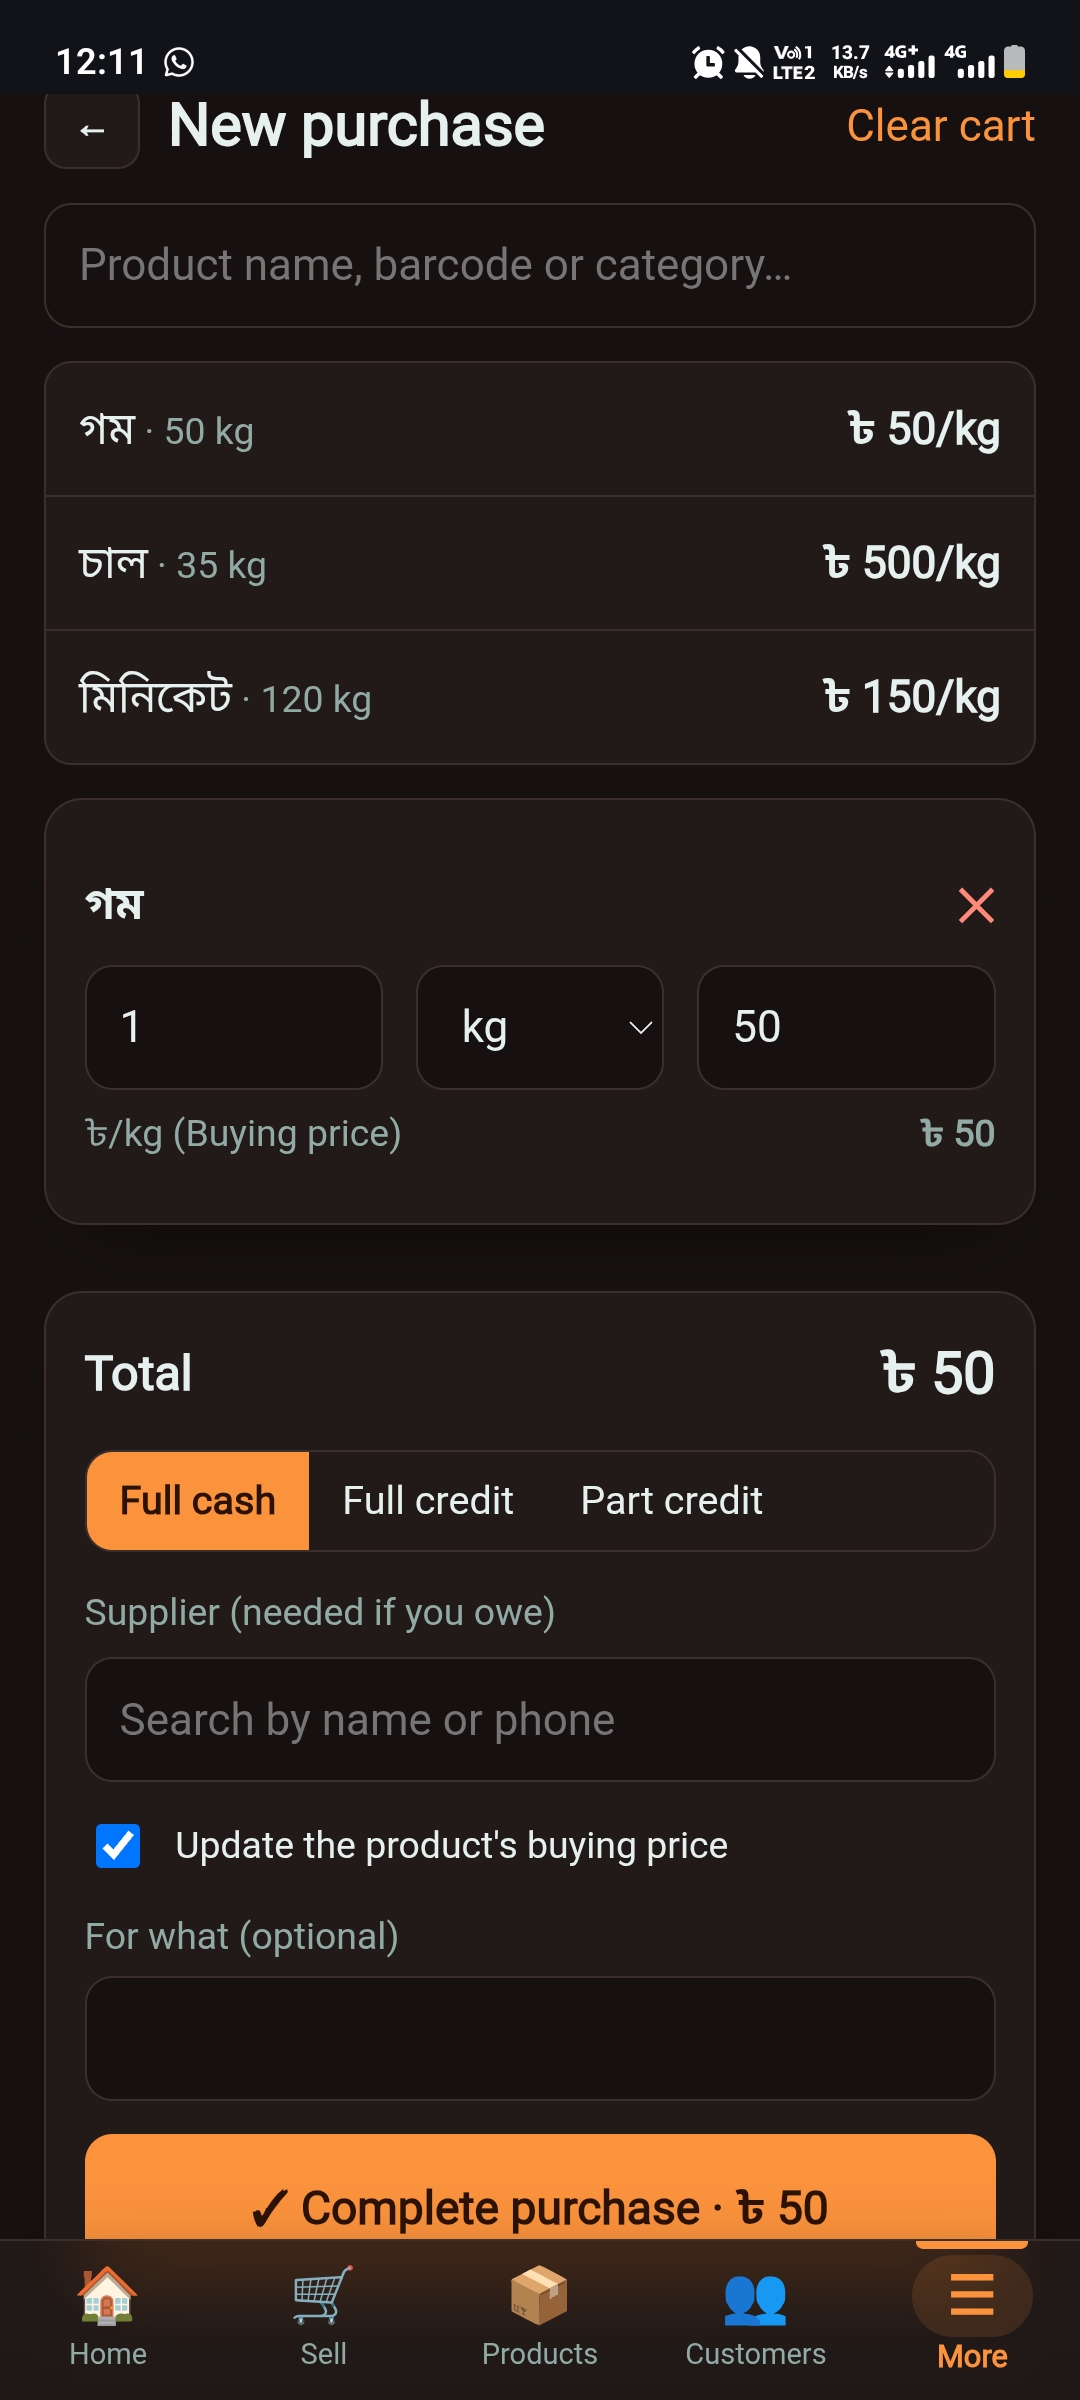 12:11 Vo 1 LTE2 13.7 KB/s 4G+ 4G
← New purchase Clear cart
Product name, barcode or category...
গম · 50 kg ৳ 50/kg
চাল · 35 kg ৳ 500/kg
মিনিকেট · 120 kg ৳ 150/kg
গম
1 kg 50
৳/kg (Buying price) ৳ 50
Total ৳ 50
Full cash Full credit Part credit
Supplier (needed if you owe)
Search by name or phone
Update the product's buying price
For what (optional)
✓ Complete purchase · ৳ 50
Home Sell Products Customers More